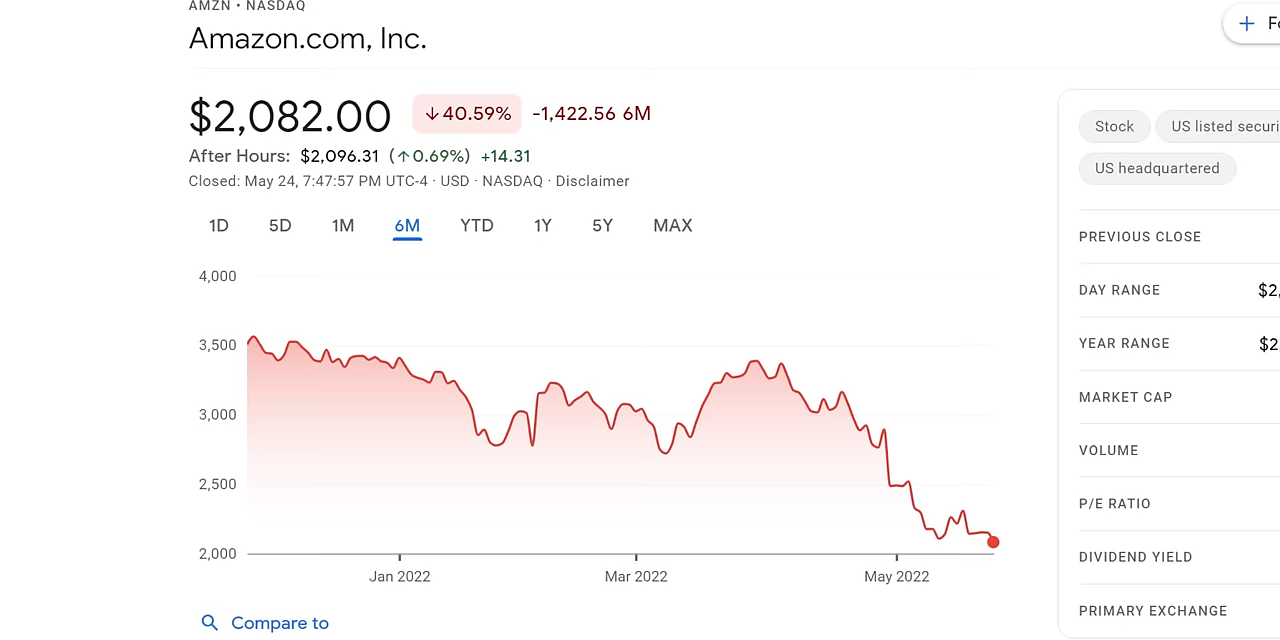 AMZN • NASDAQ
Amazon.com, Inc.
+
$2,082.00 ↓40.59% -1,422.56 6M
After Hours: $2,096.31 (↑0.69%) +14.31
Closed: May 24, 7:47:57 PM UTC-4 · USD · NASDAQ · Disclaimer
1D 5D 1M 6M YTD 1Y 5Y MAX
4,000
3,500
3,000
2,500
2,000
Jan 2022 Mar 2022 May 2022
Compare to
Stock US listed
US headquartered
PREVIOUS CLOSE
DAY RANGE
YEAR RANGE
MARKET CAP
VOLUME
P/E RATIO
DIVIDEND YIELD
PRIMARY EXCHANGE